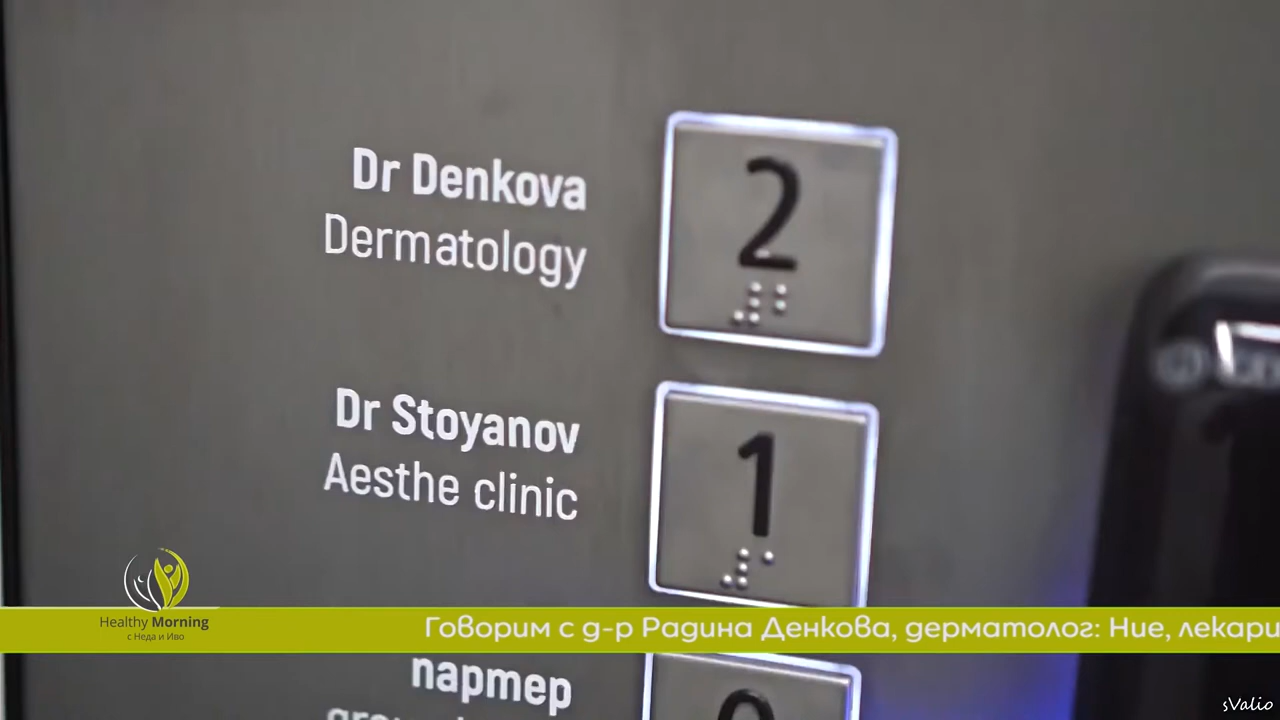 Dr Denkova
Dermatology
2
Dr Stoyanov
Aesthe clinic
1
Healthy Morning
с Неда и Иво
Говорим с д-р Радина Денкова, дерматолог: Ние, лекари
партер
sValio